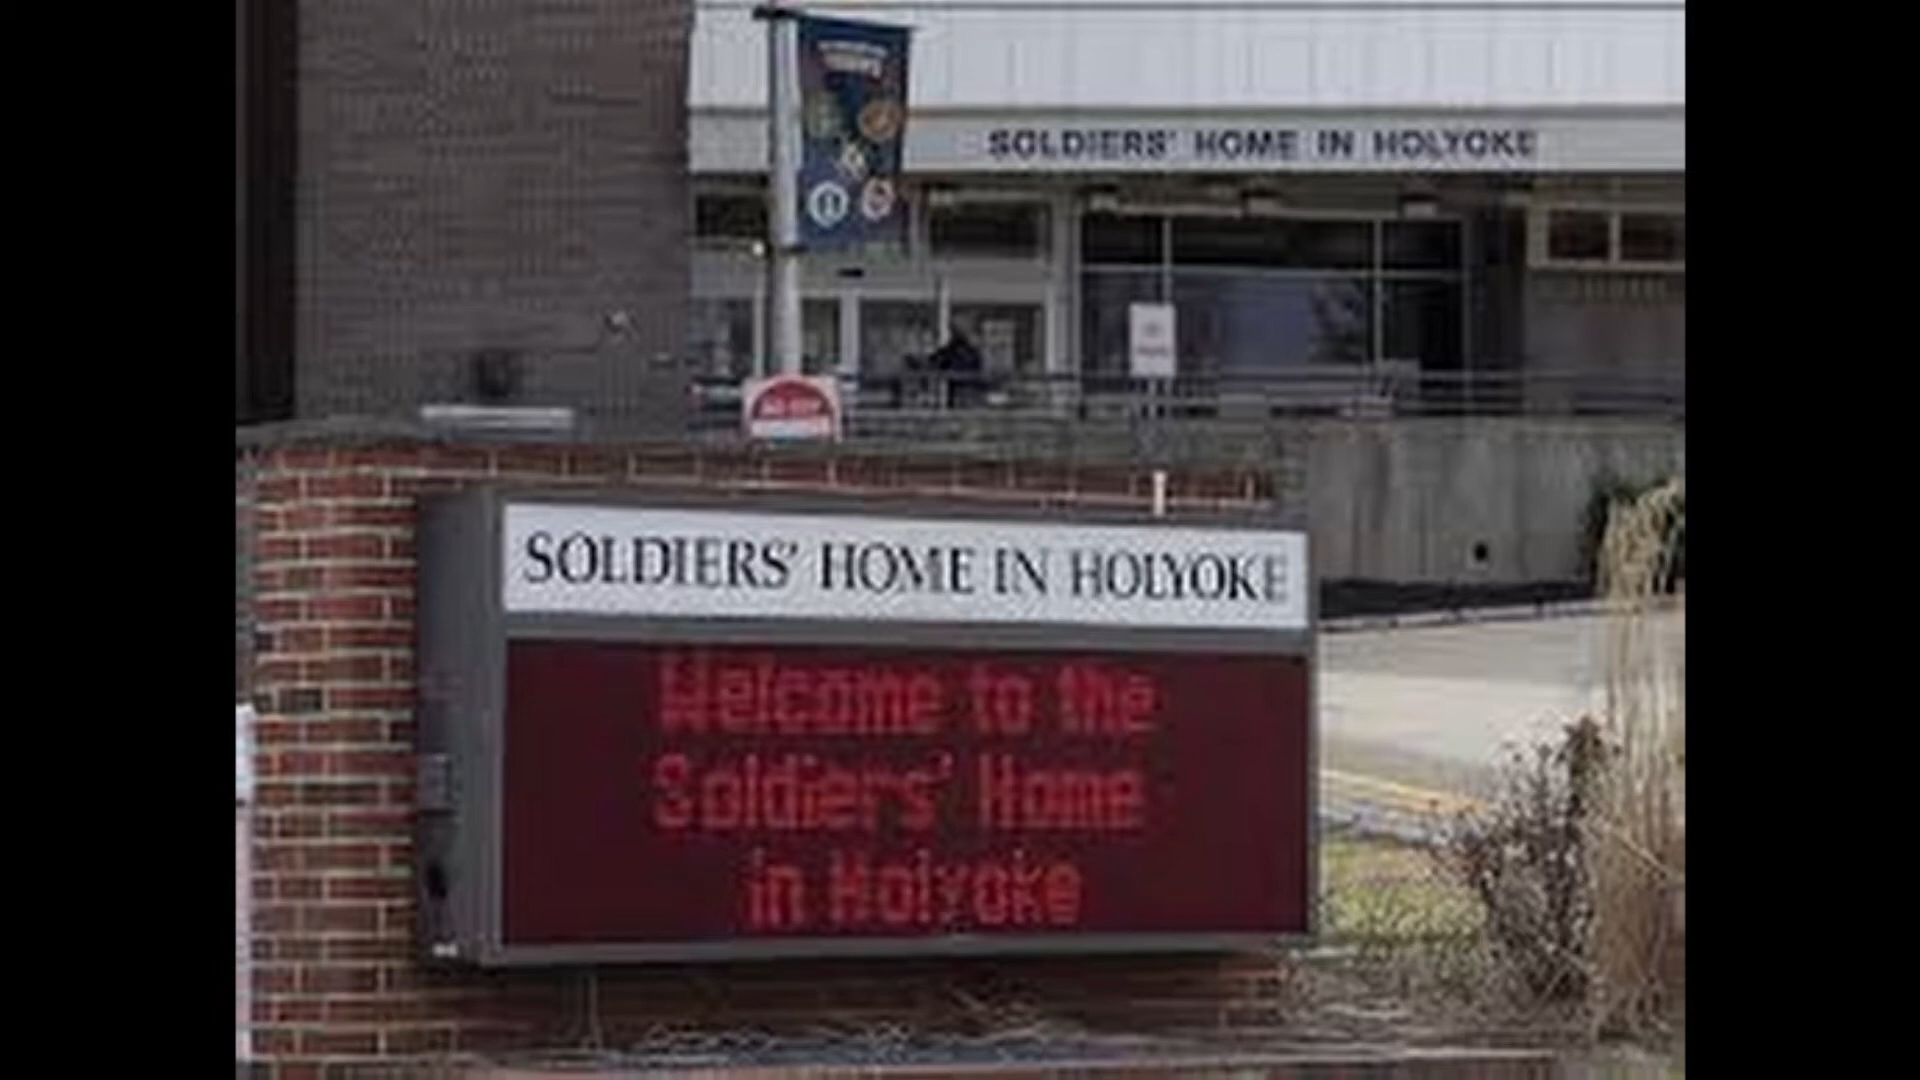 SOLDIERS' HOME IN HOLYOKE
SOLDIERS' HOME IN HOLYOKE
Welcome to the
Soldiers' Home
in Holyoke